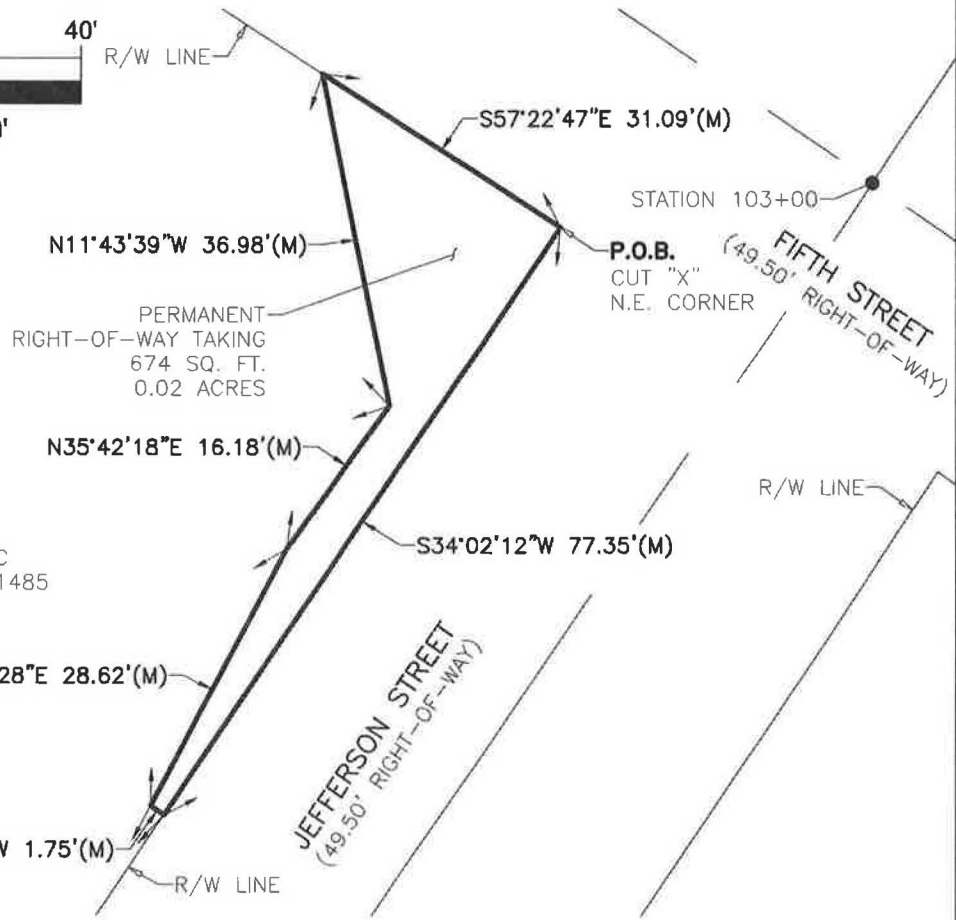 40'
R/W LINE
S57°22'47"E 31.09'(M)
STATION 103+00
N11°43'39"W 36.98'(M)
P.O.B.
CUT "X"
N.E. CORNER
FIFTH STREET
(49.50' RIGHT-OF-WAY)
PERMANENT
RIGHT-OF-WAY TAKING
674 SQ. FT.
0.02 ACRES
N35°42'18"E 16.18'(M)
R/W LINE
S34°02'12"W 77.35'(M)
C
1485
28"E 28.62'(M)
JEFFERSON STREET
(49.50' RIGHT-OF-WAY)
W 1.75'(M)
R/W LINE